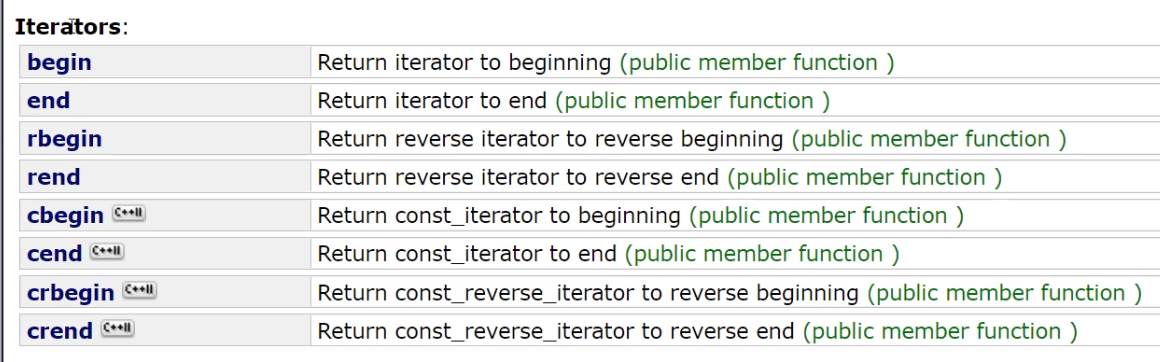 Iterators:
begin Return iterator to beginning (public member function )
end Return iterator to end (public member function )
rbegin Return reverse iterator to reverse beginning (public member function )
rend Return reverse iterator to reverse end (public member function )
cbegin C++11 Return const_iterator to beginning (public member function )
cend C++11 Return const_iterator to end (public member function )
crbegin C++11 Return const_reverse_iterator to reverse beginning (public member function )
crend C++11 Return const_reverse_iterator to reverse end (public member function )